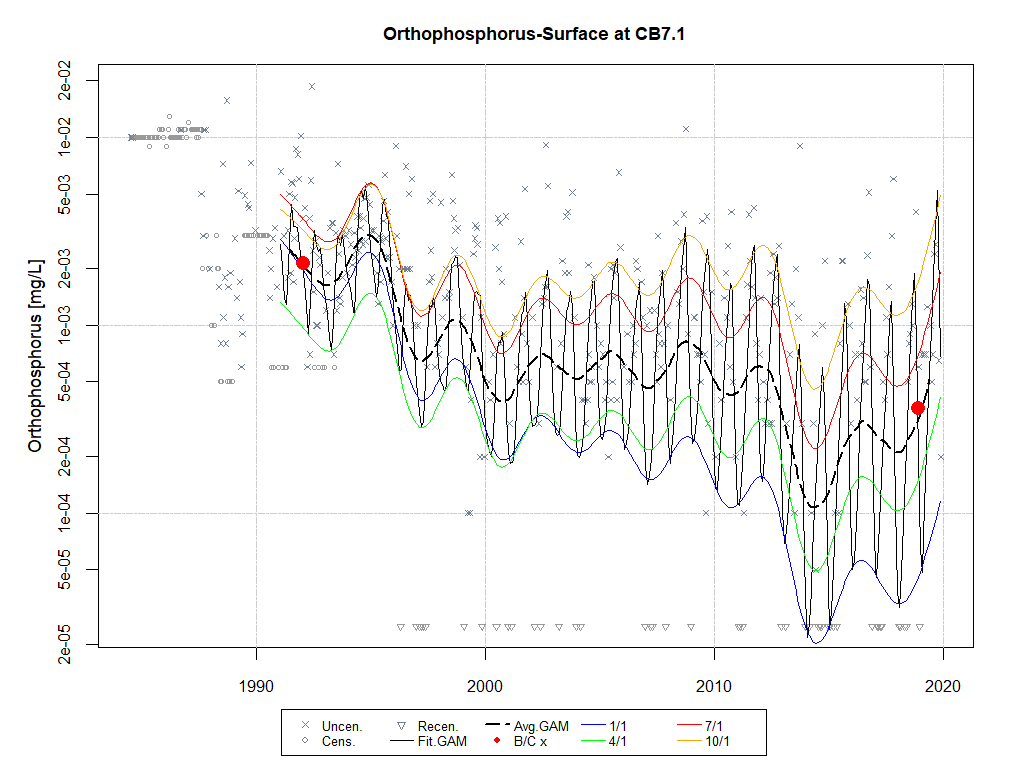 Orthophosphorus-Surface at CB7.1
Orthophosphorus [mg/L]
2e-02
1e-02
5e-03
2e-03
1e-03
5e-04
2e-04
1e-04
5e-05
2e-05
1990 2000 2010 2020
Uncen. Recen. Avg.GAM 1/1 7/1
Cens. Fit.GAM B/C x 4/1 10/1